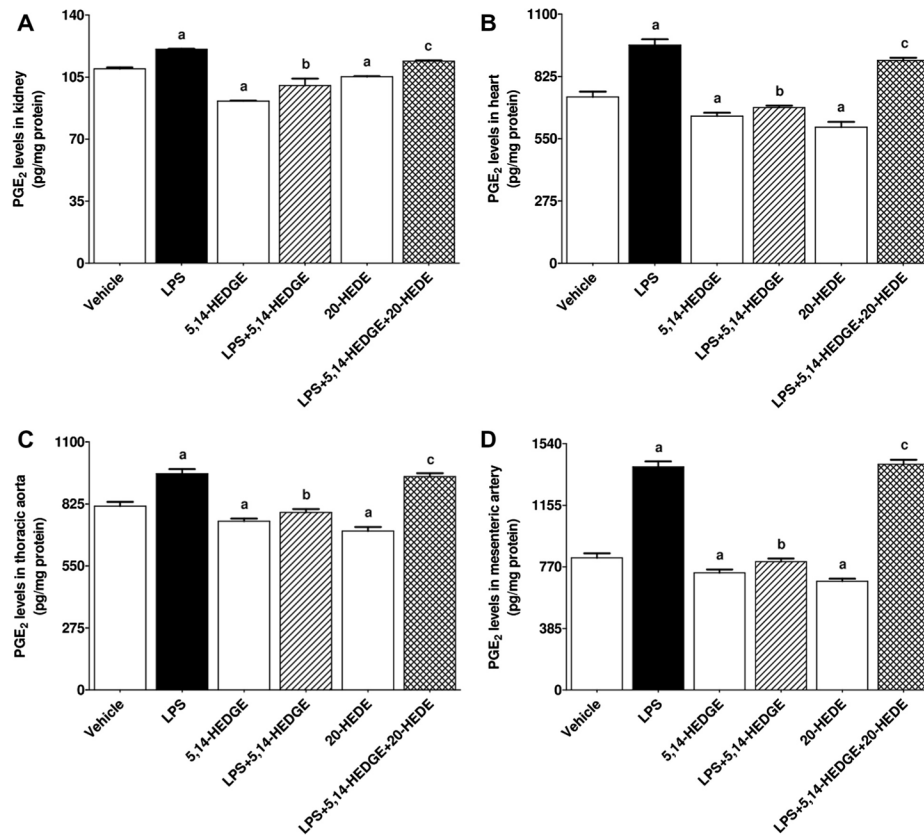 A
PGE2 levels in kidney
(pg/mg protein)
140
105
70
35
0
a
a
b
a
c
Vehicle
LPS
5,14-HEDGE
LPS+5,14-HEDGE
20-HEDE
LPS+5,14-HEDGE+20-HEDE
B
PGE2 levels in heart
(pg/mg protein)
1100
825
550
275
0
a
a
b
a
c
Vehicle
LPS
5,14-HEDGE
LPS+5,14-HEDGE
20-HEDE
LPS+5,14-HEDGE+20-HEDE
C
PGE2 levels in thoracic aorta
(pg/mg protein)
1100
825
550
275
0
a
a
b
a
c
Vehicle
LPS
5,14-HEDGE
LPS+5,14-HEDGE
20-HEDE
LPS+5,14-HEDGE+20-HEDE
D
PGE2 levels in mesenteric artery
(pg/mg protein)
1540
1155
770
385
0
a
a
b
a
c
Vehicle
LPS
5,14-HEDGE
LPS+5,14-HEDGE
20-HEDE
LPS+5,14-HEDGE+20-HEDE